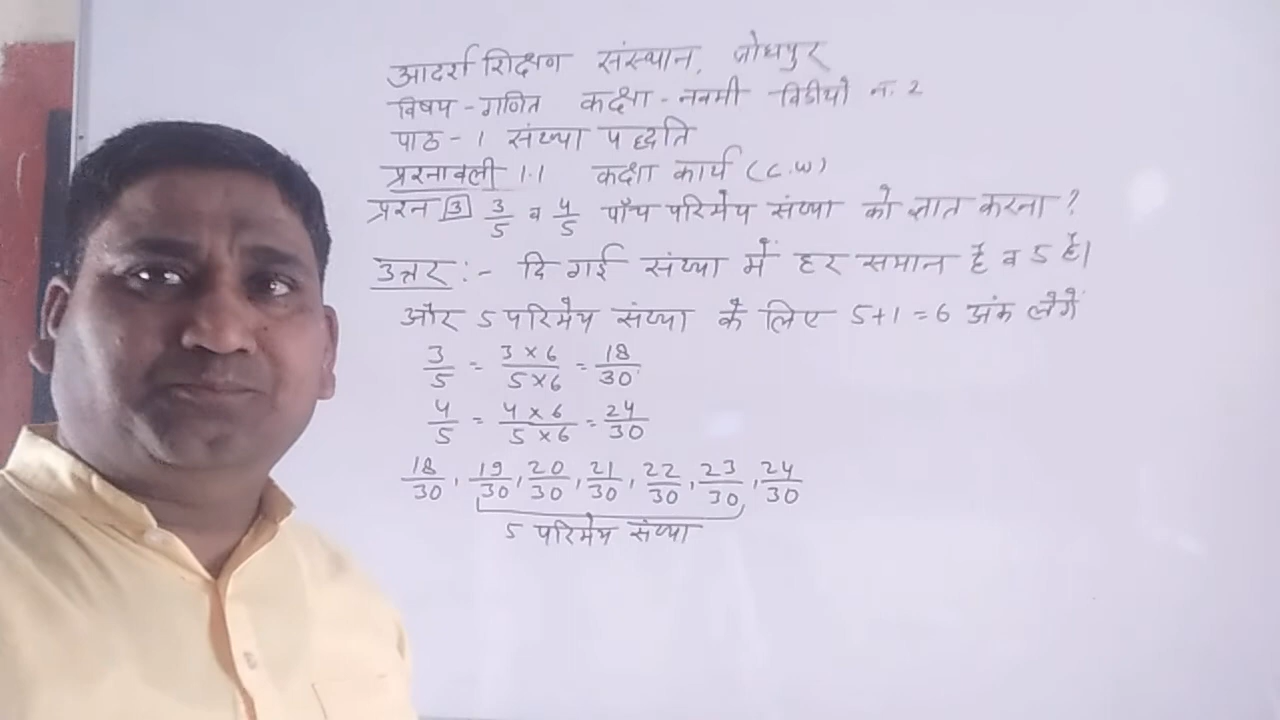 आदर्श शिक्षण संस्थान, जोधपुर
विषय - गणित कक्षा - नवमी विडीयो नं. 2
पाठ - 1 संख्या पद्धति
प्रश्नावली 1.1 कक्षा कार्य (C.W)
प्रश्न 3 3/5 व 4/5 पाँच परिमेय संख्या को ज्ञात करना ?
उत्तर :- दि गई संख्या में हर समान है व 5 है।
और 5 परिमेय संख्या के लिए 5+1 = 6 अंक लेगें
3/5 = 3 × 6/5 × 6 = 18/30
4/5 = 4 × 6/5 × 6 = 24/30
18/30, 19/30, 20/30, 21/30, 22/30, 23/30, 24/30
5 परिमेय संख्या